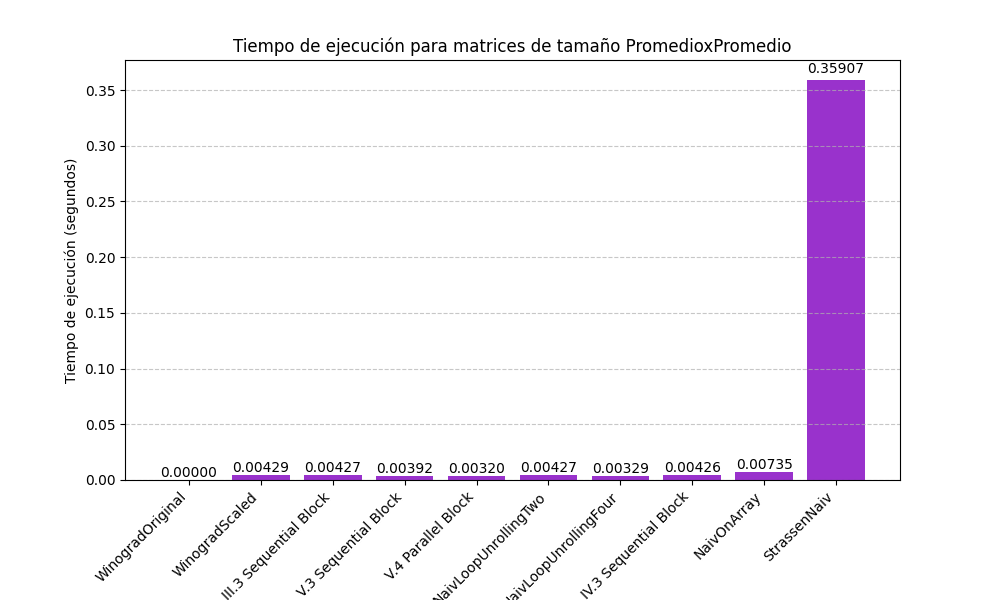 Tiempo de ejecución para matrices de tamaño PromedioxPromedio
Tiempo de ejecución (segundos)
0.35
0.30
0.25
0.20
0.15
0.10
0.05
0.00
0.00000
0.00429
0.00427
0.00392
0.00320
0.00427
0.00329
0.00426
0.00735
0.35907
WinogradOriginal
WinogradScaled
III.3 Sequential Block
V.3 Sequential Block
V.4 Parallel Block
NaivLoopUnrollingTwo
NaivLoopUnrollingFour
IV.3 Sequential Block
NaivOnArray
StrassenNaiv